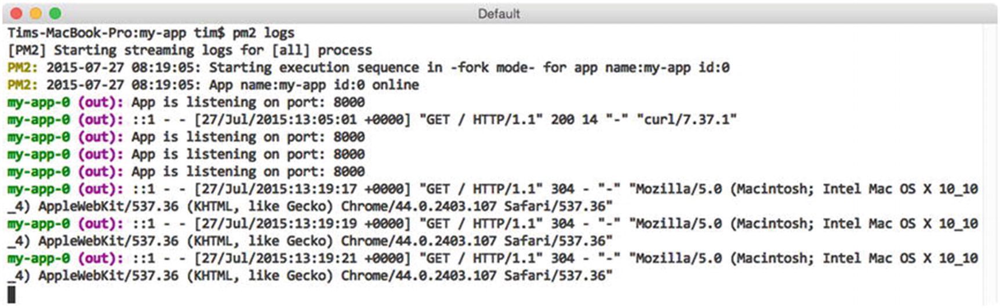 Default
Tims-MacBook-Pro:my-app tim$ pm2 logs
[PM2] Starting streaming logs for [all] process
PM2: 2015-07-27 08:19:05: Starting execution sequence in -fork mode- for app name:my-app id:0
PM2: 2015-07-27 08:19:05: App name:my-app id:0 online
my-app-0 (out): App is listening on port: 8000
my-app-0 (out): ::1 - - [27/Jul/2015:13:05:01 +0000] "GET / HTTP/1.1" 200 14 "-" "curl/7.37.1"
my-app-0 (out): App is listening on port: 8000
my-app-0 (out): App is listening on port: 8000
my-app-0 (out): App is listening on port: 8000
my-app-0 (out): ::1 - - [27/Jul/2015:13:19:17 +0000] "GET / HTTP/1.1" 304 - "-" "Mozilla/5.0 (Macintosh; Intel Mac OS X 10_10
_4) AppleWebKit/537.36 (KHTML, like Gecko) Chrome/44.0.2403.107 Safari/537.36"
my-app-0 (out): ::1 - - [27/Jul/2015:13:19:19 +0000] "GET / HTTP/1.1" 304 - "-" "Mozilla/5.0 (Macintosh; Intel Mac OS X 10_10
_4) AppleWebKit/537.36 (KHTML, like Gecko) Chrome/44.0.2403.107 Safari/537.36"
my-app-0 (out): ::1 - - [27/Jul/2015:13:19:21 +0000] "GET / HTTP/1.1" 304 - "-" "Mozilla/5.0 (Macintosh; Intel Mac OS X 10_10
_4) AppleWebKit/537.36 (KHTML, like Gecko) Chrome/44.0.2403.107 Safari/537.36"